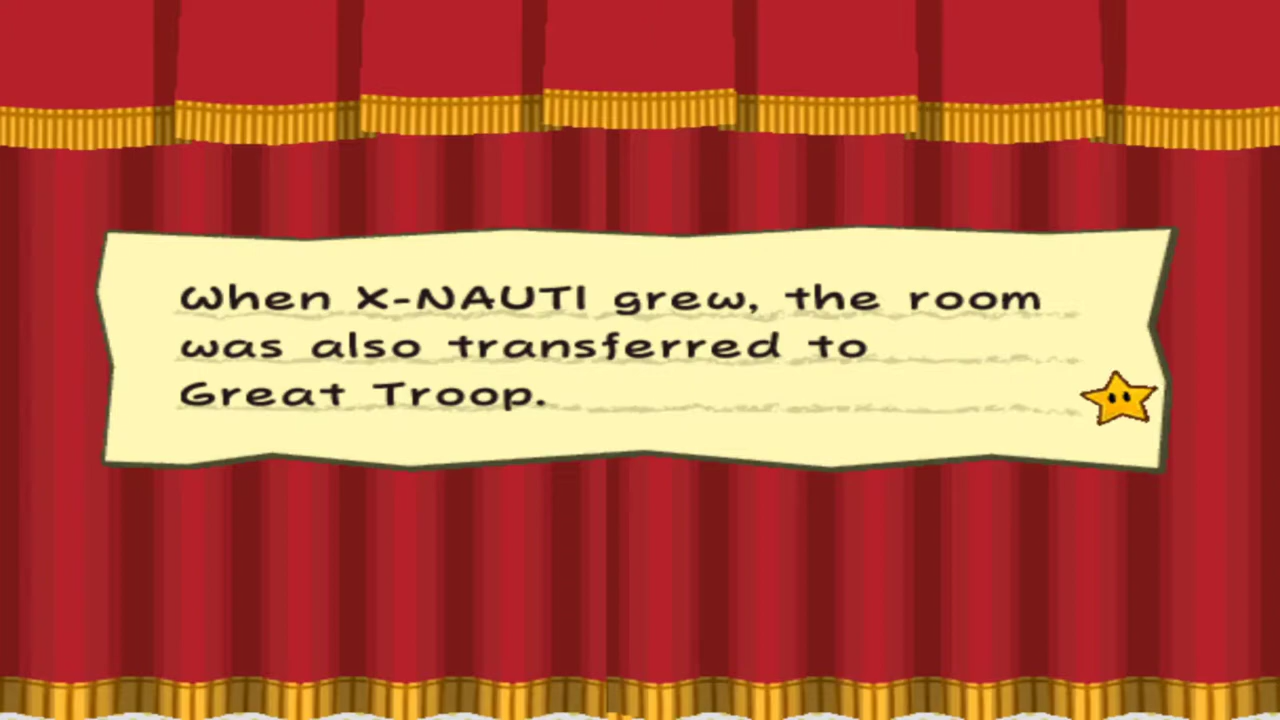 When X-NAUTI grew, the room
was also transferred to
Great Troop.